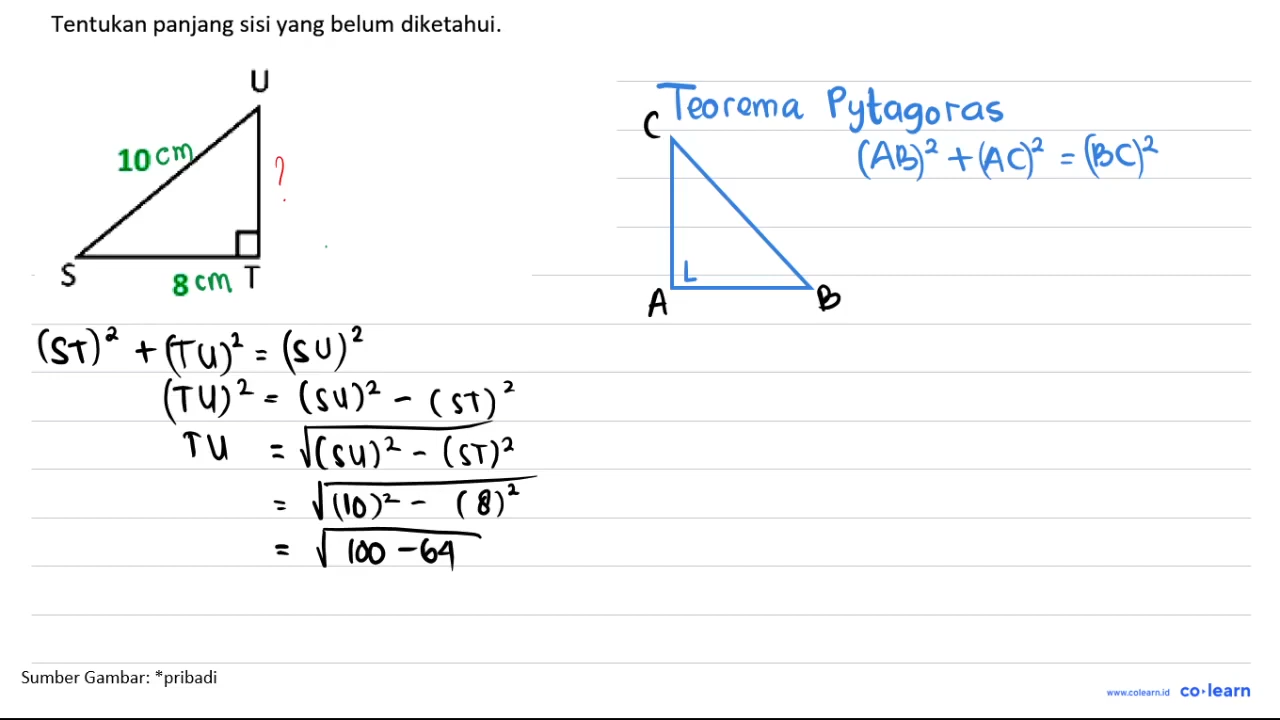 Tentukan panjang sisi yang belum diketahui.
U
10 cm
?
S
8 cm
T
Teorema Pytagoras
(AB)² + (AC)² = (BC)²
C
A
B
(ST)² + (TU)² = (SU)²
(TU)² = (SU)² - (ST)²
TU = √(SU)² - (ST)²
= √(10)² - (8)²
= √100 - 64
Sumber Gambar: *pribadi
www.colearn.id co·learn